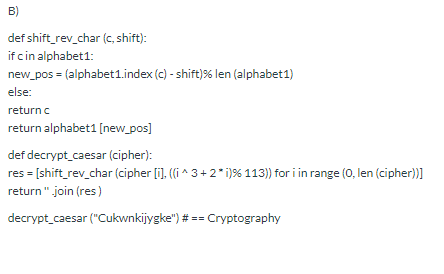 B)
def shift_rev_char (c, shift):
if c in alphabet1:
new_pos = (alphabet1.index (c) - shift)% len (alphabet1)
else:
return c
return alphabet1 [new_pos]
def decrypt_caesar (cipher):
res = [shift_rev_char (cipher [i], ((i ^ 3 + 2 * i)% 113)) for i in range (0, len (cipher))]
return " .join (res )
decrypt_caesar ("Cukwnkijygke") # == Cryptography